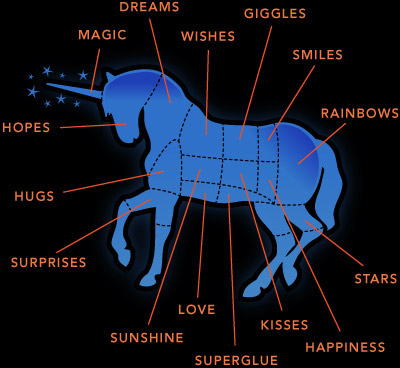 DREAMS
GIGGLES
MAGIC
WISHES
SMILES
RAINBOWS
HOPES
HUGS
SURPRISES
STARS
LOVE
KISSES
SUNSHINE
HAPPINESS
SUPERGLUE